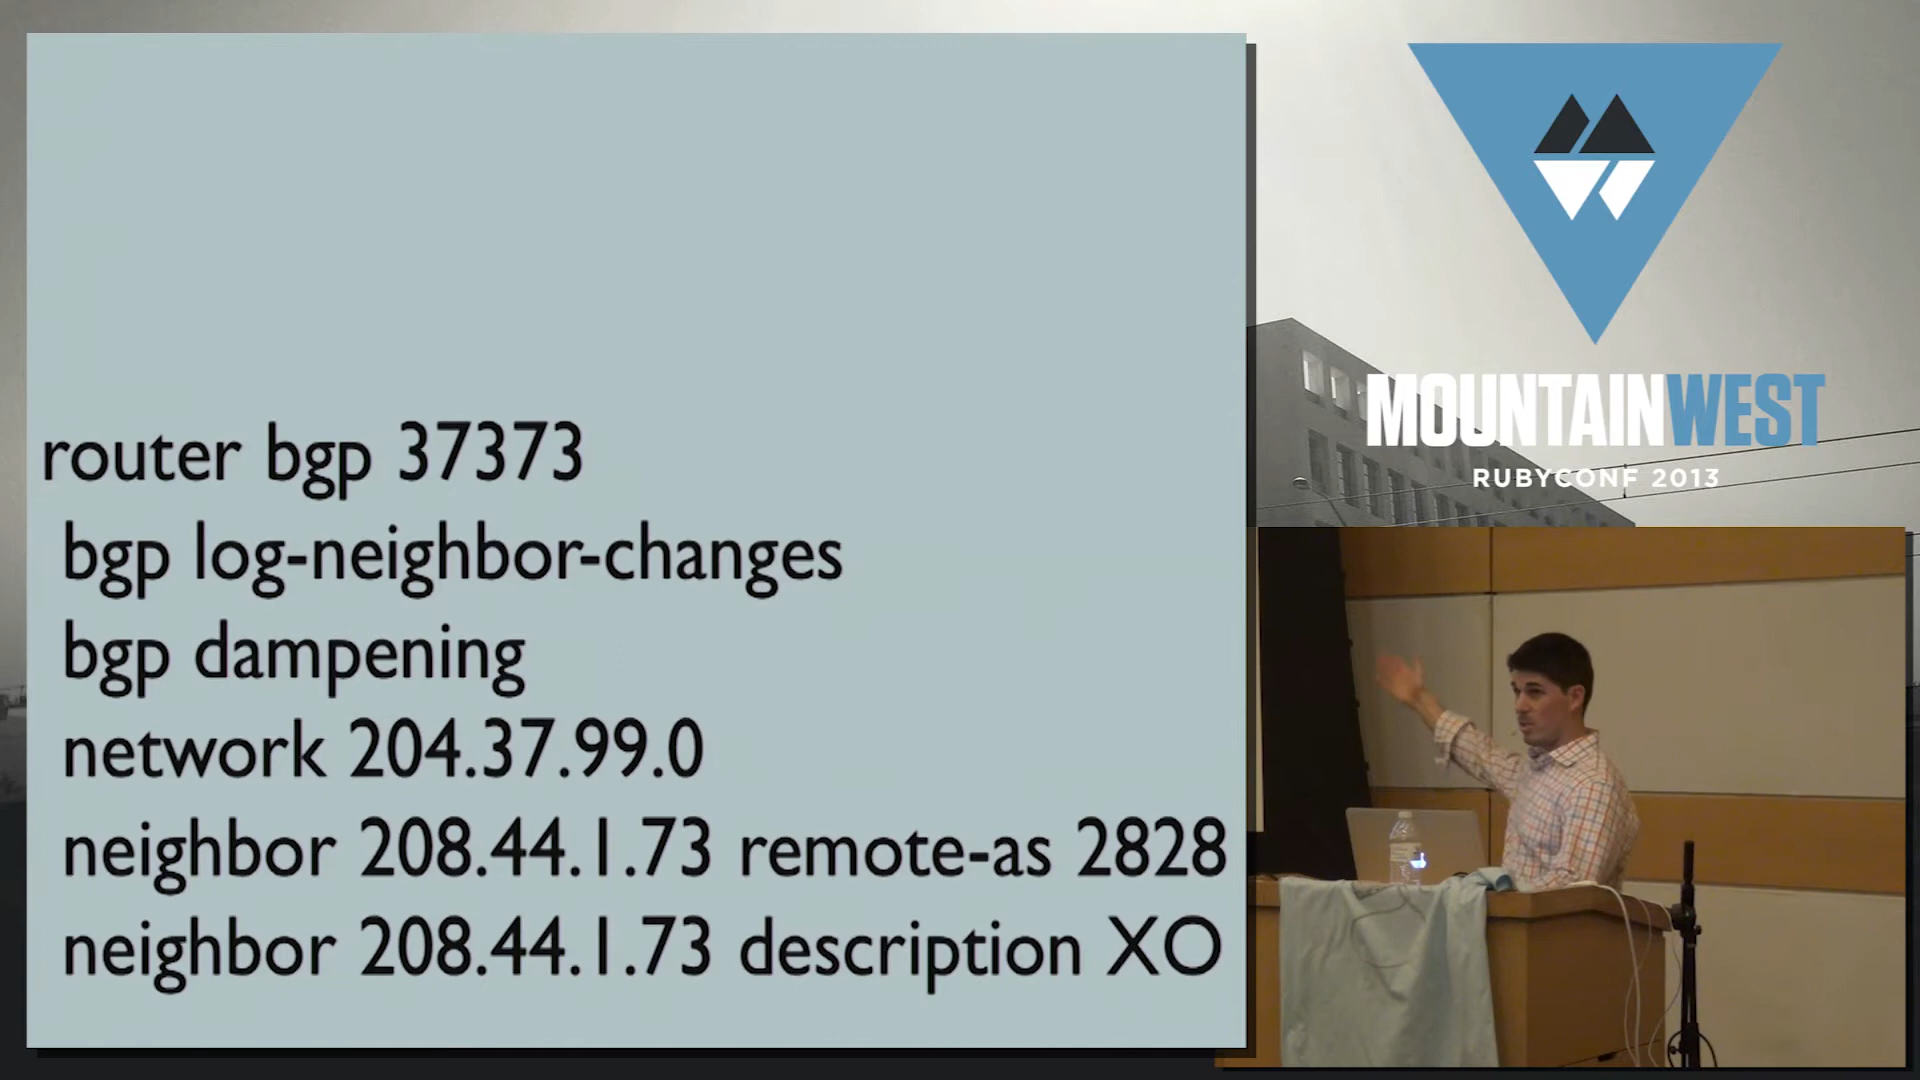 router bgp 37373
bgp log-neighbor-changes
bgp dampening
network 204.37.99.0
neighbor 208.44.1.73 remote-as 2828
neighbor 208.44.1.73 description XO
MOUNTAINWEST
RUBYCONF 2013